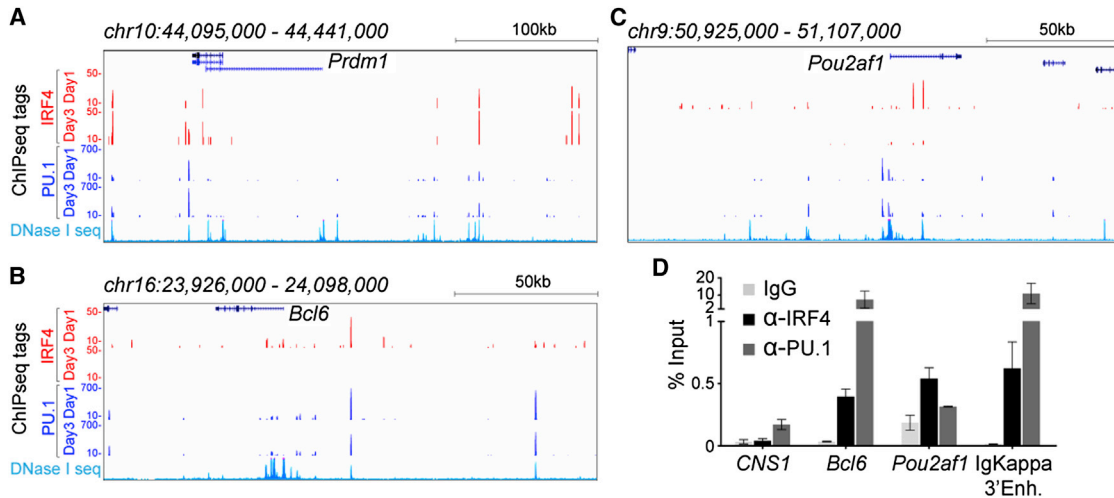 A
chr10:44,095,000 - 44,441,000
100kb
Prdm1
ChIPseq tags
IRF4
Day3 Day1
50-
10-
50-
10-
PU.1
Day3 Day1
700-
10-
700-
10-
DNase I seq
B
chr16:23,926,000 - 24,098,000
50kb
Bcl6
ChIPseq tags
IRF4
Day3 Day1
50-
10-
50-
10-
PU.1
Day3 Day1
700-
10-
700-
10-
DNase I seq
C
chr9:50,925,000 - 51,107,000
50kb
Pou2af1
D
% Input
20
10
2
1
0.5
0
IgG
α-IRF4
α-PU.1
CNS1
Bcl6
Pou2af1
IgKappa
3'Enh.